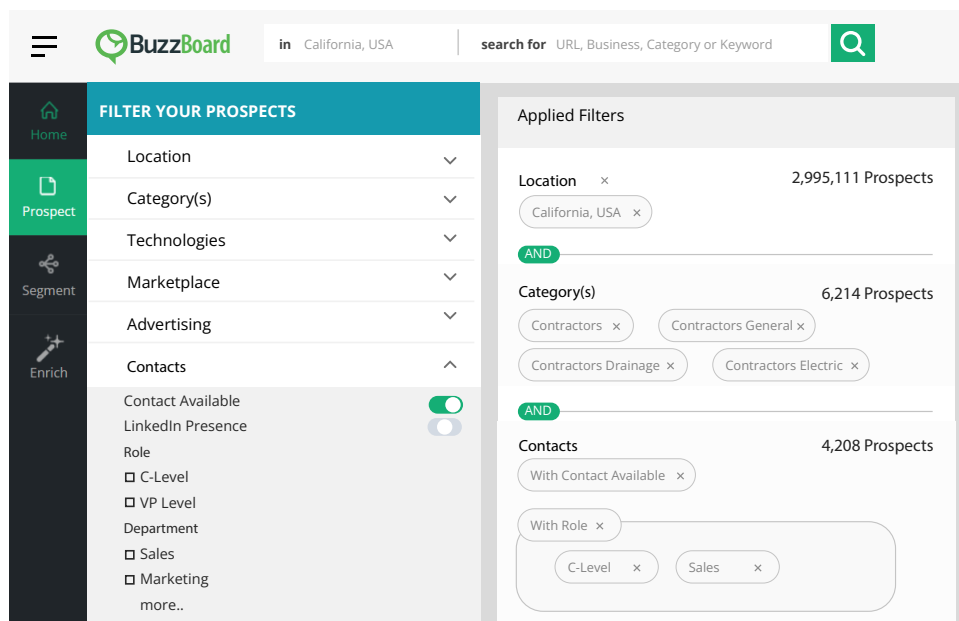 BuzzBoard
in California, USA
search for URL, Business, Category or Keyword
Home
Prospect
Segment
Enrich
FILTER YOUR PROSPECTS
Location
Category(s)
Technologies
Marketplace
Advertising
Contacts
Contact Available
LinkedIn Presence
Role
C-Level
VP Level
Department
Sales
Marketing
more..
Applied Filters
Location × 2,995,111 Prospects
California, USA ×
AND
Category(s) 6,214 Prospects
Contractors × Contractors General ×
Contractors Drainage × Contractors Electric ×
AND
Contacts 4,208 Prospects
With Contact Available ×
With Role ×
C-Level × Sales ×